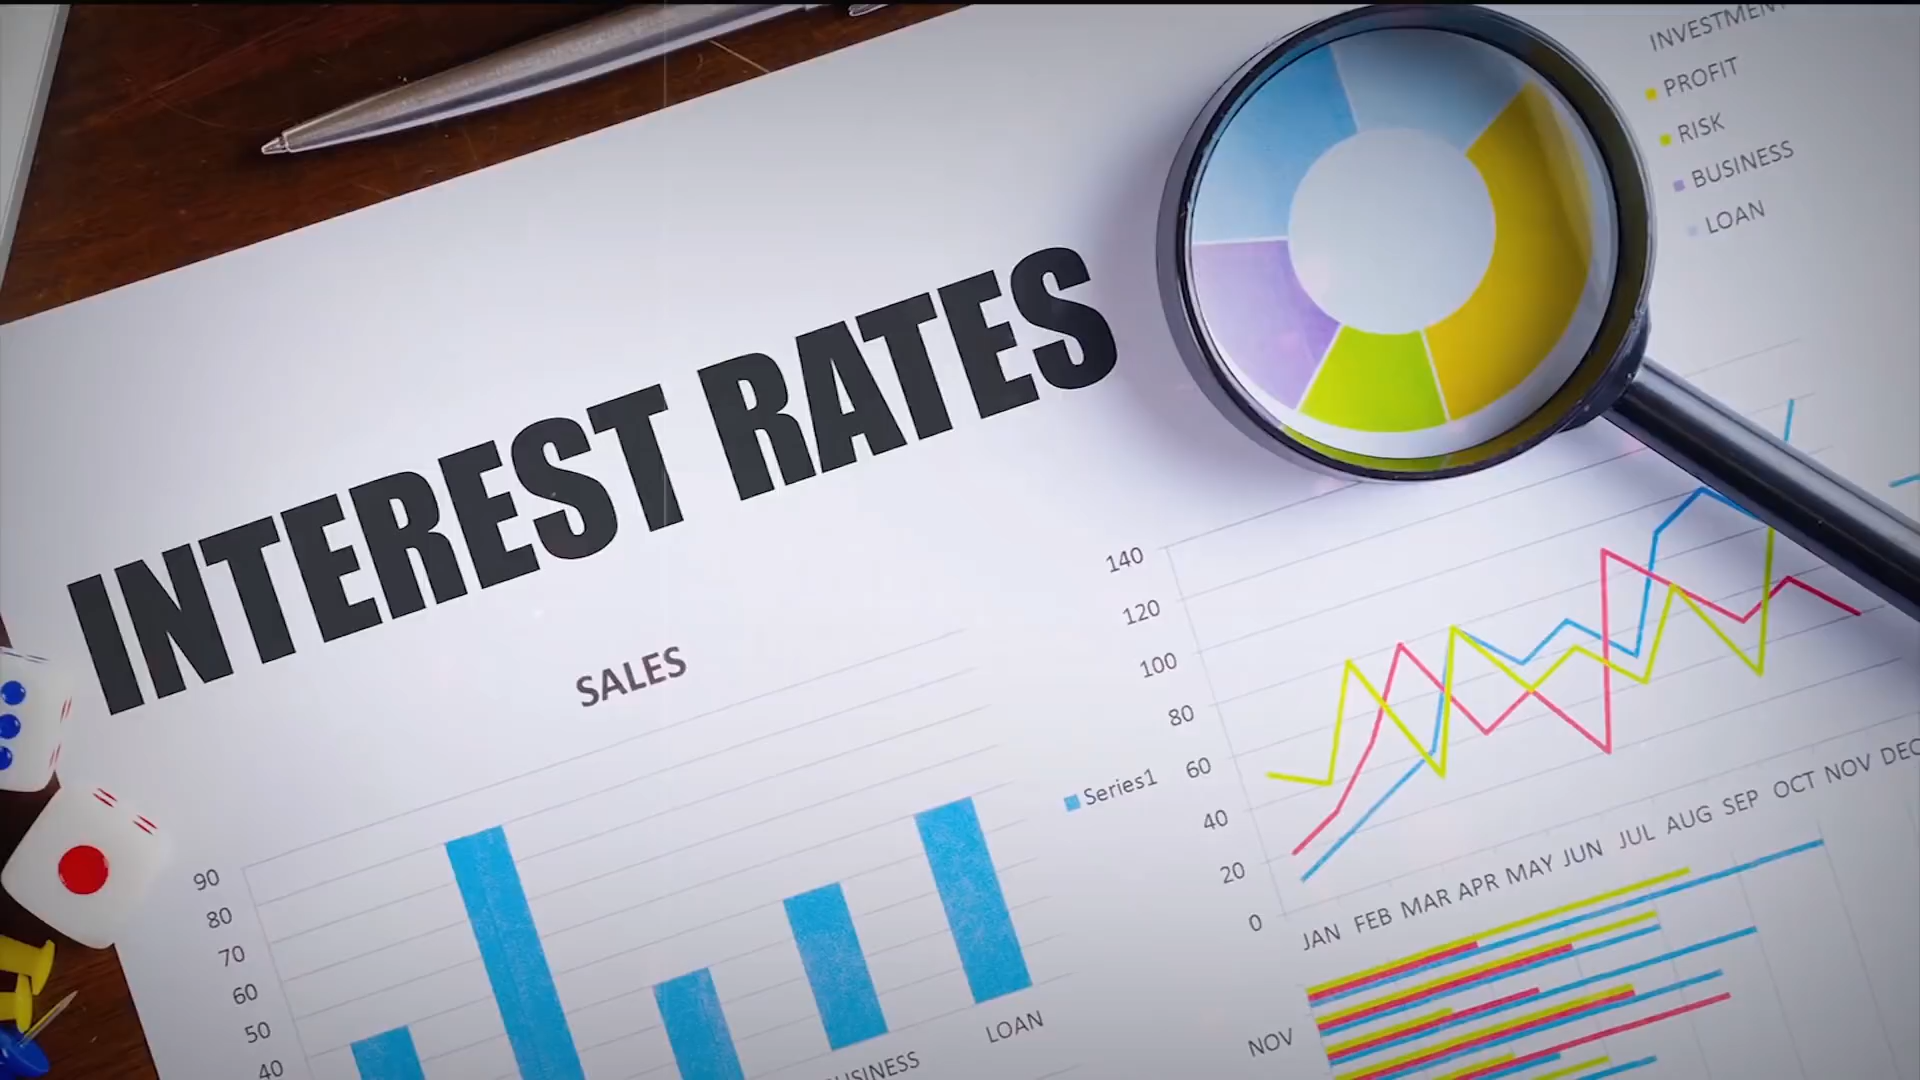 INVESTMENT
PROFIT
RISK
BUSINESS
LOAN
INTEREST RATES
SALES
90
80
70
60
50
40
LOAN
Series1
140
120
100
80
60
40
20
0
JAN FEB MAR APR MAY JUN JUL AUG SEP OCT NOV DEC
NOV